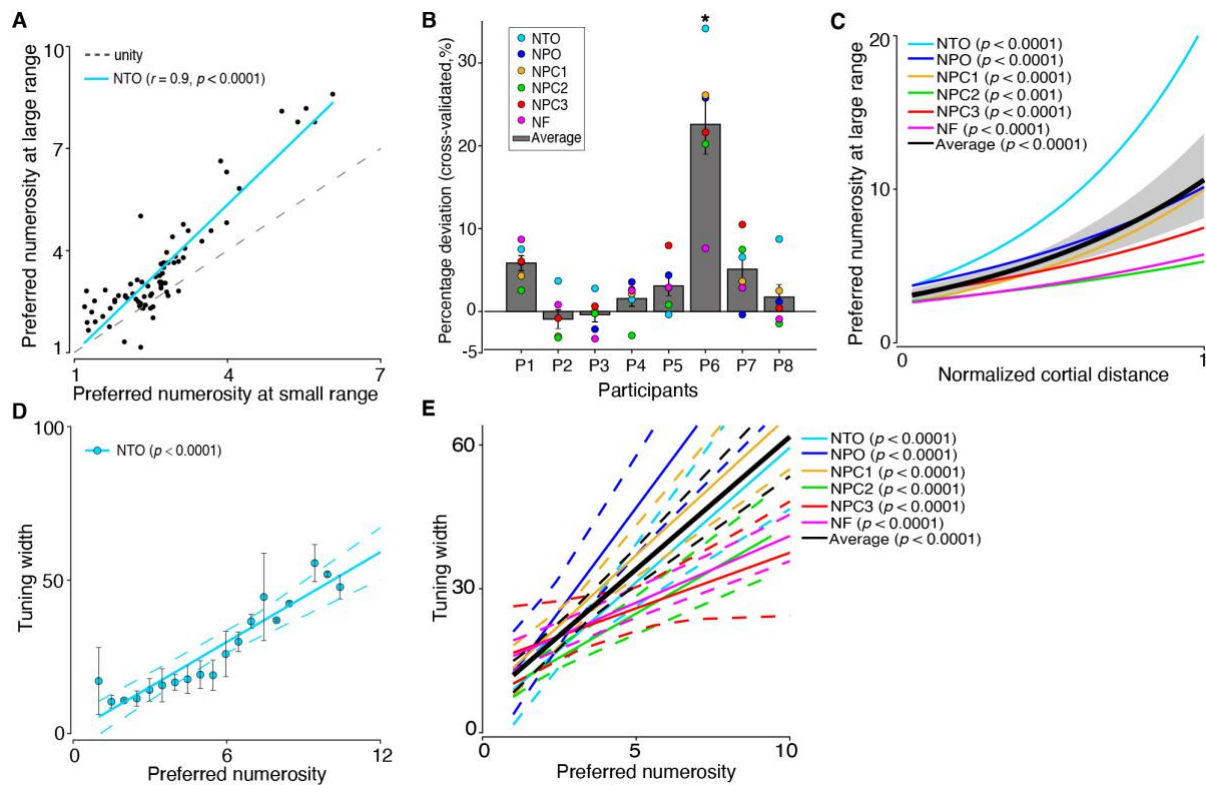 A
10
7
4
1
1
4
7
Preferred numerosity at large range
Preferred numerosity at small range
unity
NTO (r = 0.9, p < 0.0001)
B
30
20
10
0
-5
Percentage deviation (cross-validated,%)
NTO
NPO
NPC1
NPC2
NPC3
NF
Average
*
P1 P2 P3 P4 P5 P6 P7 P8
Participants
C
20
10
0
0
1
Preferred numerosity at large range
Normalized cortial distance
NTO (p < 0.0001)
NPO (p < 0.0001)
NPC1 (p < 0.0001)
NPC2 (p < 0.001)
NPC3 (p < 0.0001)
NF (p < 0.0001)
Average (p < 0.0001)
D
100
50
0
0
6
12
Tuning width
Preferred numerosity
NTO (p < 0.0001)
E
60
30
0
0
5
10
Tuning width
Preferred numerosity
NTO (p < 0.0001)
NPO (p < 0.0001)
NPC1 (p < 0.0001)
NPC2 (p < 0.0001)
NPC3 (p < 0.0001)
NF (p < 0.0001)
Average (p < 0.0001)